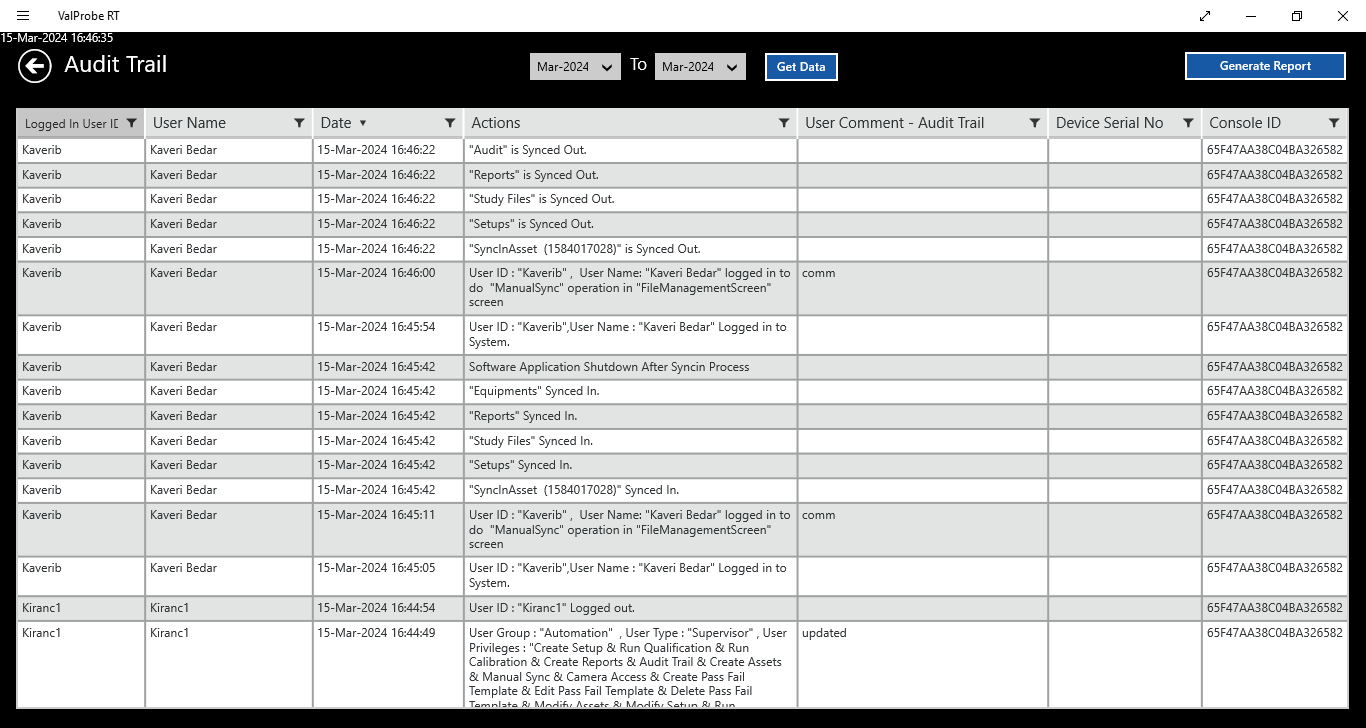 ValProbe RT
15-Mar-2024 16:46:35
Audit Trail
Mar-2024 To Mar-2024 Get Data Generate Report
Logged In User ID User Name Date Actions User Comment - Audit Trail Device Serial No Console ID
Kaverib Kaveri Bedar 15-Mar-2024 16:46:22 "Audit" is Synced Out. 65F47AA38C04BA326582
Kaverib Kaveri Bedar 15-Mar-2024 16:46:22 "Reports" is Synced Out. 65F47AA38C04BA326582
Kaverib Kaveri Bedar 15-Mar-2024 16:46:22 "Study Files" is Synced Out. 65F47AA38C04BA326582
Kaverib Kaveri Bedar 15-Mar-2024 16:46:22 "Setups" is Synced Out. 65F47AA38C04BA326582
Kaverib Kaveri Bedar 15-Mar-2024 16:46:22 "SyncInAsset (1584017028)" is Synced Out. 65F47AA38C04BA326582
Kaverib Kaveri Bedar 15-Mar-2024 16:46:00 User ID : "Kaverib" , User Name: "Kaveri Bedar" logged in to comm 65F47AA38C04BA326582
do "ManualSync" operation in "FileManagementScreen"
screen
Kaverib Kaveri Bedar 15-Mar-2024 16:45:54 User ID : "Kaverib",User Name : "Kaveri Bedar" Logged in to 65F47AA38C04BA326582
System.
Kaverib Kaveri Bedar 15-Mar-2024 16:45:42 Software Application Shutdown After Syncin Process 65F47AA38C04BA326582
Kaverib Kaveri Bedar 15-Mar-2024 16:45:42 "Equipments" Synced In. 65F47AA38C04BA326582
Kaverib Kaveri Bedar 15-Mar-2024 16:45:42 "Reports" Synced In. 65F47AA38C04BA326582
Kaverib Kaveri Bedar 15-Mar-2024 16:45:42 "Study Files" Synced In. 65F47AA38C04BA326582
Kaverib Kaveri Bedar 15-Mar-2024 16:45:42 "Setups" Synced In. 65F47AA38C04BA326582
Kaverib Kaveri Bedar 15-Mar-2024 16:45:42 "SyncInAsset (1584017028)" Synced In. 65F47AA38C04BA326582
Kaverib Kaveri Bedar 15-Mar-2024 16:45:11 User ID : "Kaverib" , User Name: "Kaveri Bedar" logged in to comm 65F47AA38C04BA326582
do "ManualSync" operation in "FileManagementScreen"
screen
Kaverib Kaveri Bedar 15-Mar-2024 16:45:05 User ID : "Kaverib",User Name : "Kaveri Bedar" Logged in to 65F47AA38C04BA326582
System.
Kiranc1 Kiranc1 15-Mar-2024 16:44:54 User ID : "Kiranc1" Logged out. 65F47AA38C04BA326582
Kiranc1 Kiranc1 15-Mar-2024 16:44:49 User Group : "Automation" , User Type : "Supervisor" , User updated 65F47AA38C04BA326582
Privileges : "Create Setup & Run Qualification & Run
Calibration & Create Reports & Audit Trail & Create Assets
& Manual Sync & Camera Access & Create Pass Fail
Template & Edit Pass Fail Template & Delete Pass Fail
Template & Modify Assets & Modify Setup & Run